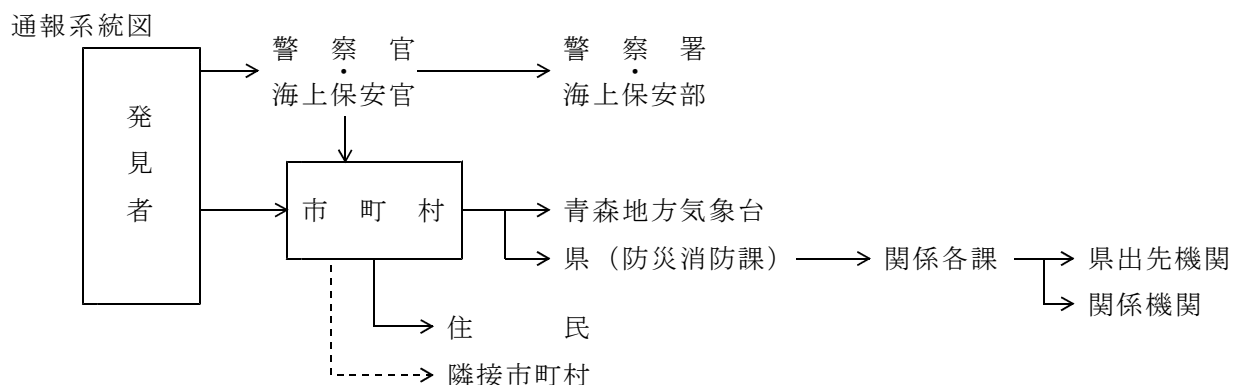 通報系統図
発見者
警察官
・
海上保安官
警察署
・
海上保安部
市町村
青森地方気象台
県（防災消防課）
関係各課
県出先機関
関係機関
住民
隣接市町村